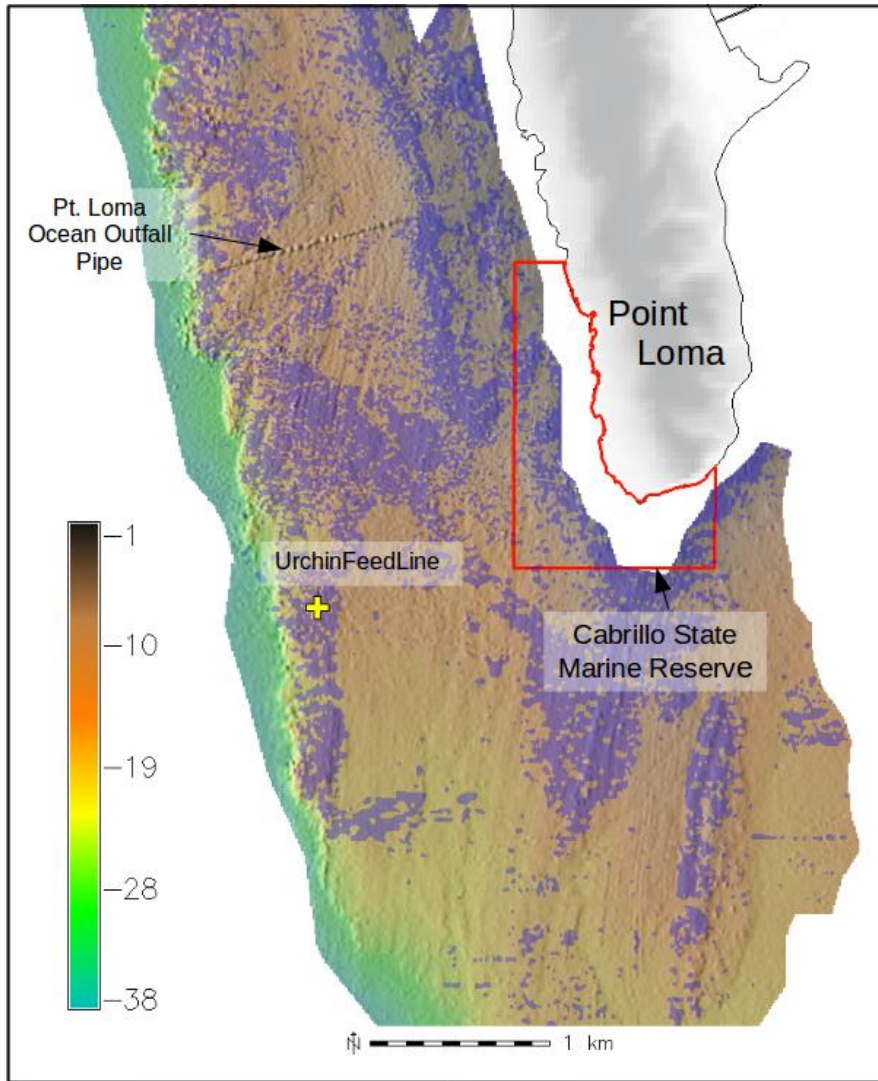 Pt. Loma
Ocean Outfall
Pipe
Point
Loma
UrchinFeedLine
Cabrillo State
Marine Reserve
-1
-10
-19
-28
-38
N
1 km